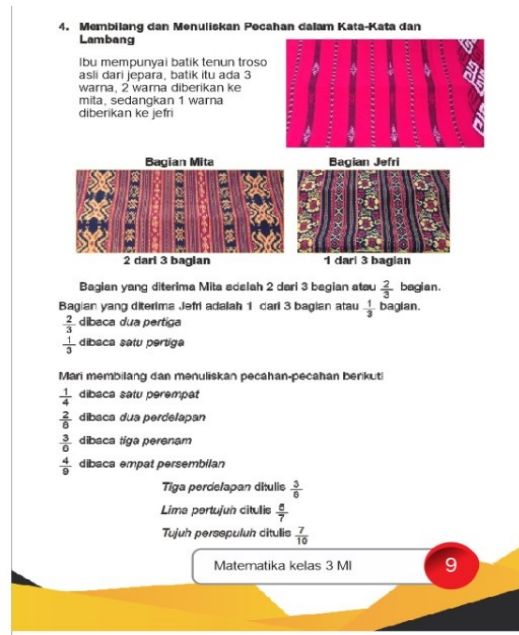 4. Membilang dan Menuliskan Pecahan dalam Kata-Kata dan
Lambang
Ibu mempunyai batik tenun troso
asli dari jepara, batik itu ada 3
warna, 2 warna diberikan ke
mita, sedangkan 1 warna
diberikan ke jefri
Bagian Mita
Bagian Jefri
2 dari 3 bagian
1 dari 3 bagian
Bagian yang diterima Mita adalah 2 dari 3 bagian atau 2/3 bagian.
Bagian yang diterima Jefri adalah 1 dari 3 bagian atau 1/3 bagian.
2/3 dibaca dua pertiga
1/3 dibaca satu pertiga
Mari membilang dan menuliskan pecahan-pecahan berikut!
1/4 dibaca satu perempat
2/8 dibaca dua perdelapan
3/6 dibaca tiga perenam
4/9 dibaca empat persembilan
Tiga perdelapan ditulis 3/8
Lima pertujuh ditulis 5/7
Tujuh persepuluh ditulis 7/10
Matematika kelas 3 MI
9